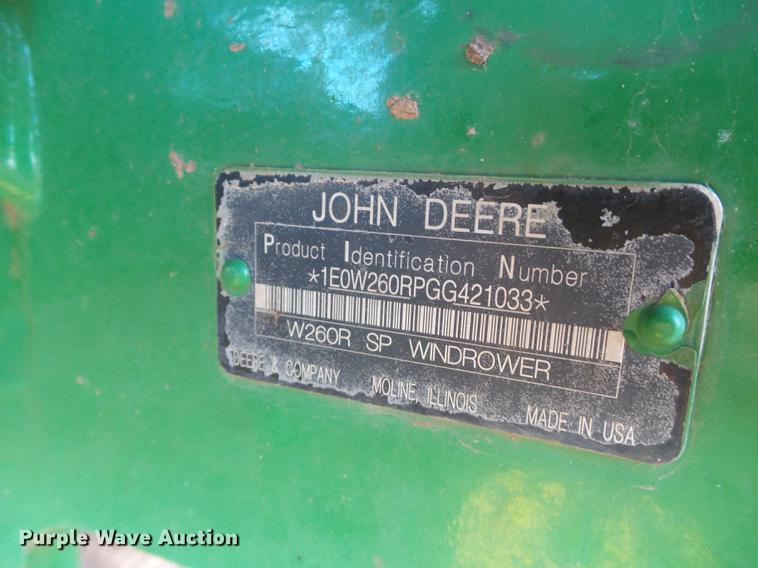 JOHN DEERE
Product Identification Number
*1E0W260RPGG421033*
W260R SP WINDROWER
DEERE & COMPANY MOLINE, ILLINOIS MADE IN USA
Purple Wave Auction